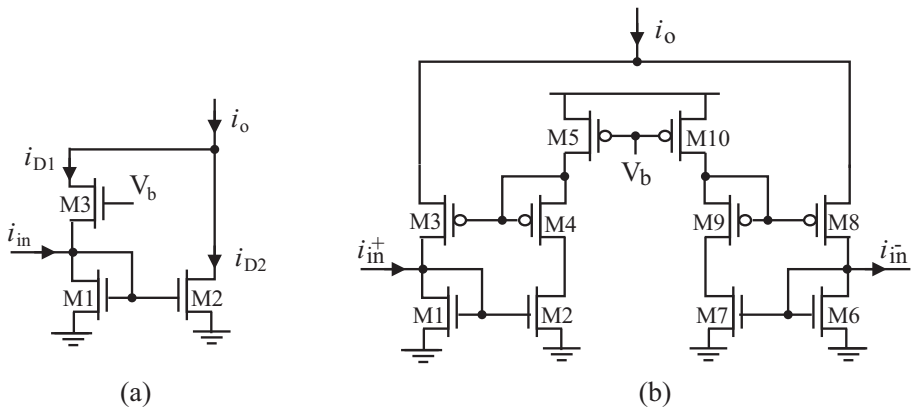 i_o
i_D1
V_b
M3
i_in
i_D2
M1
M2
(a)
i_o
M5
M10
V_b
M3
M4
M9
M8
i_in^+
i_in^-
M1
M2
M7
M6
(b)